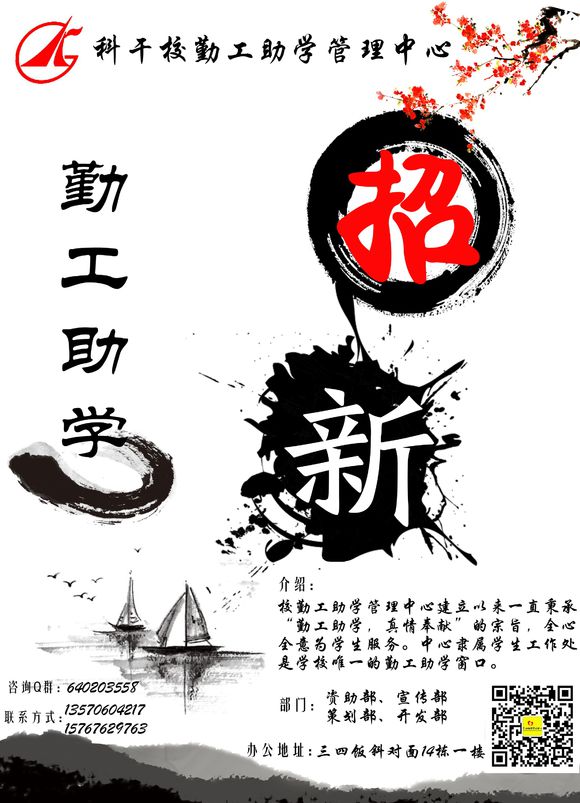 科干校勤工助学管理中心
勤工助学
招
新
介绍：
校勤工助学管理中心建立以来一直秉承
“勤工助学，真情奉献”的宗旨，全心
全意为学生服务。中心隶属学生工作处
是学校唯一的勤工助学窗口。
咨询Q群：640203558
联系方式：13570604217
15767629763
部门：资助部、宣传部
策划部、开发部
办公地址：三四饭斜对面14栋一楼